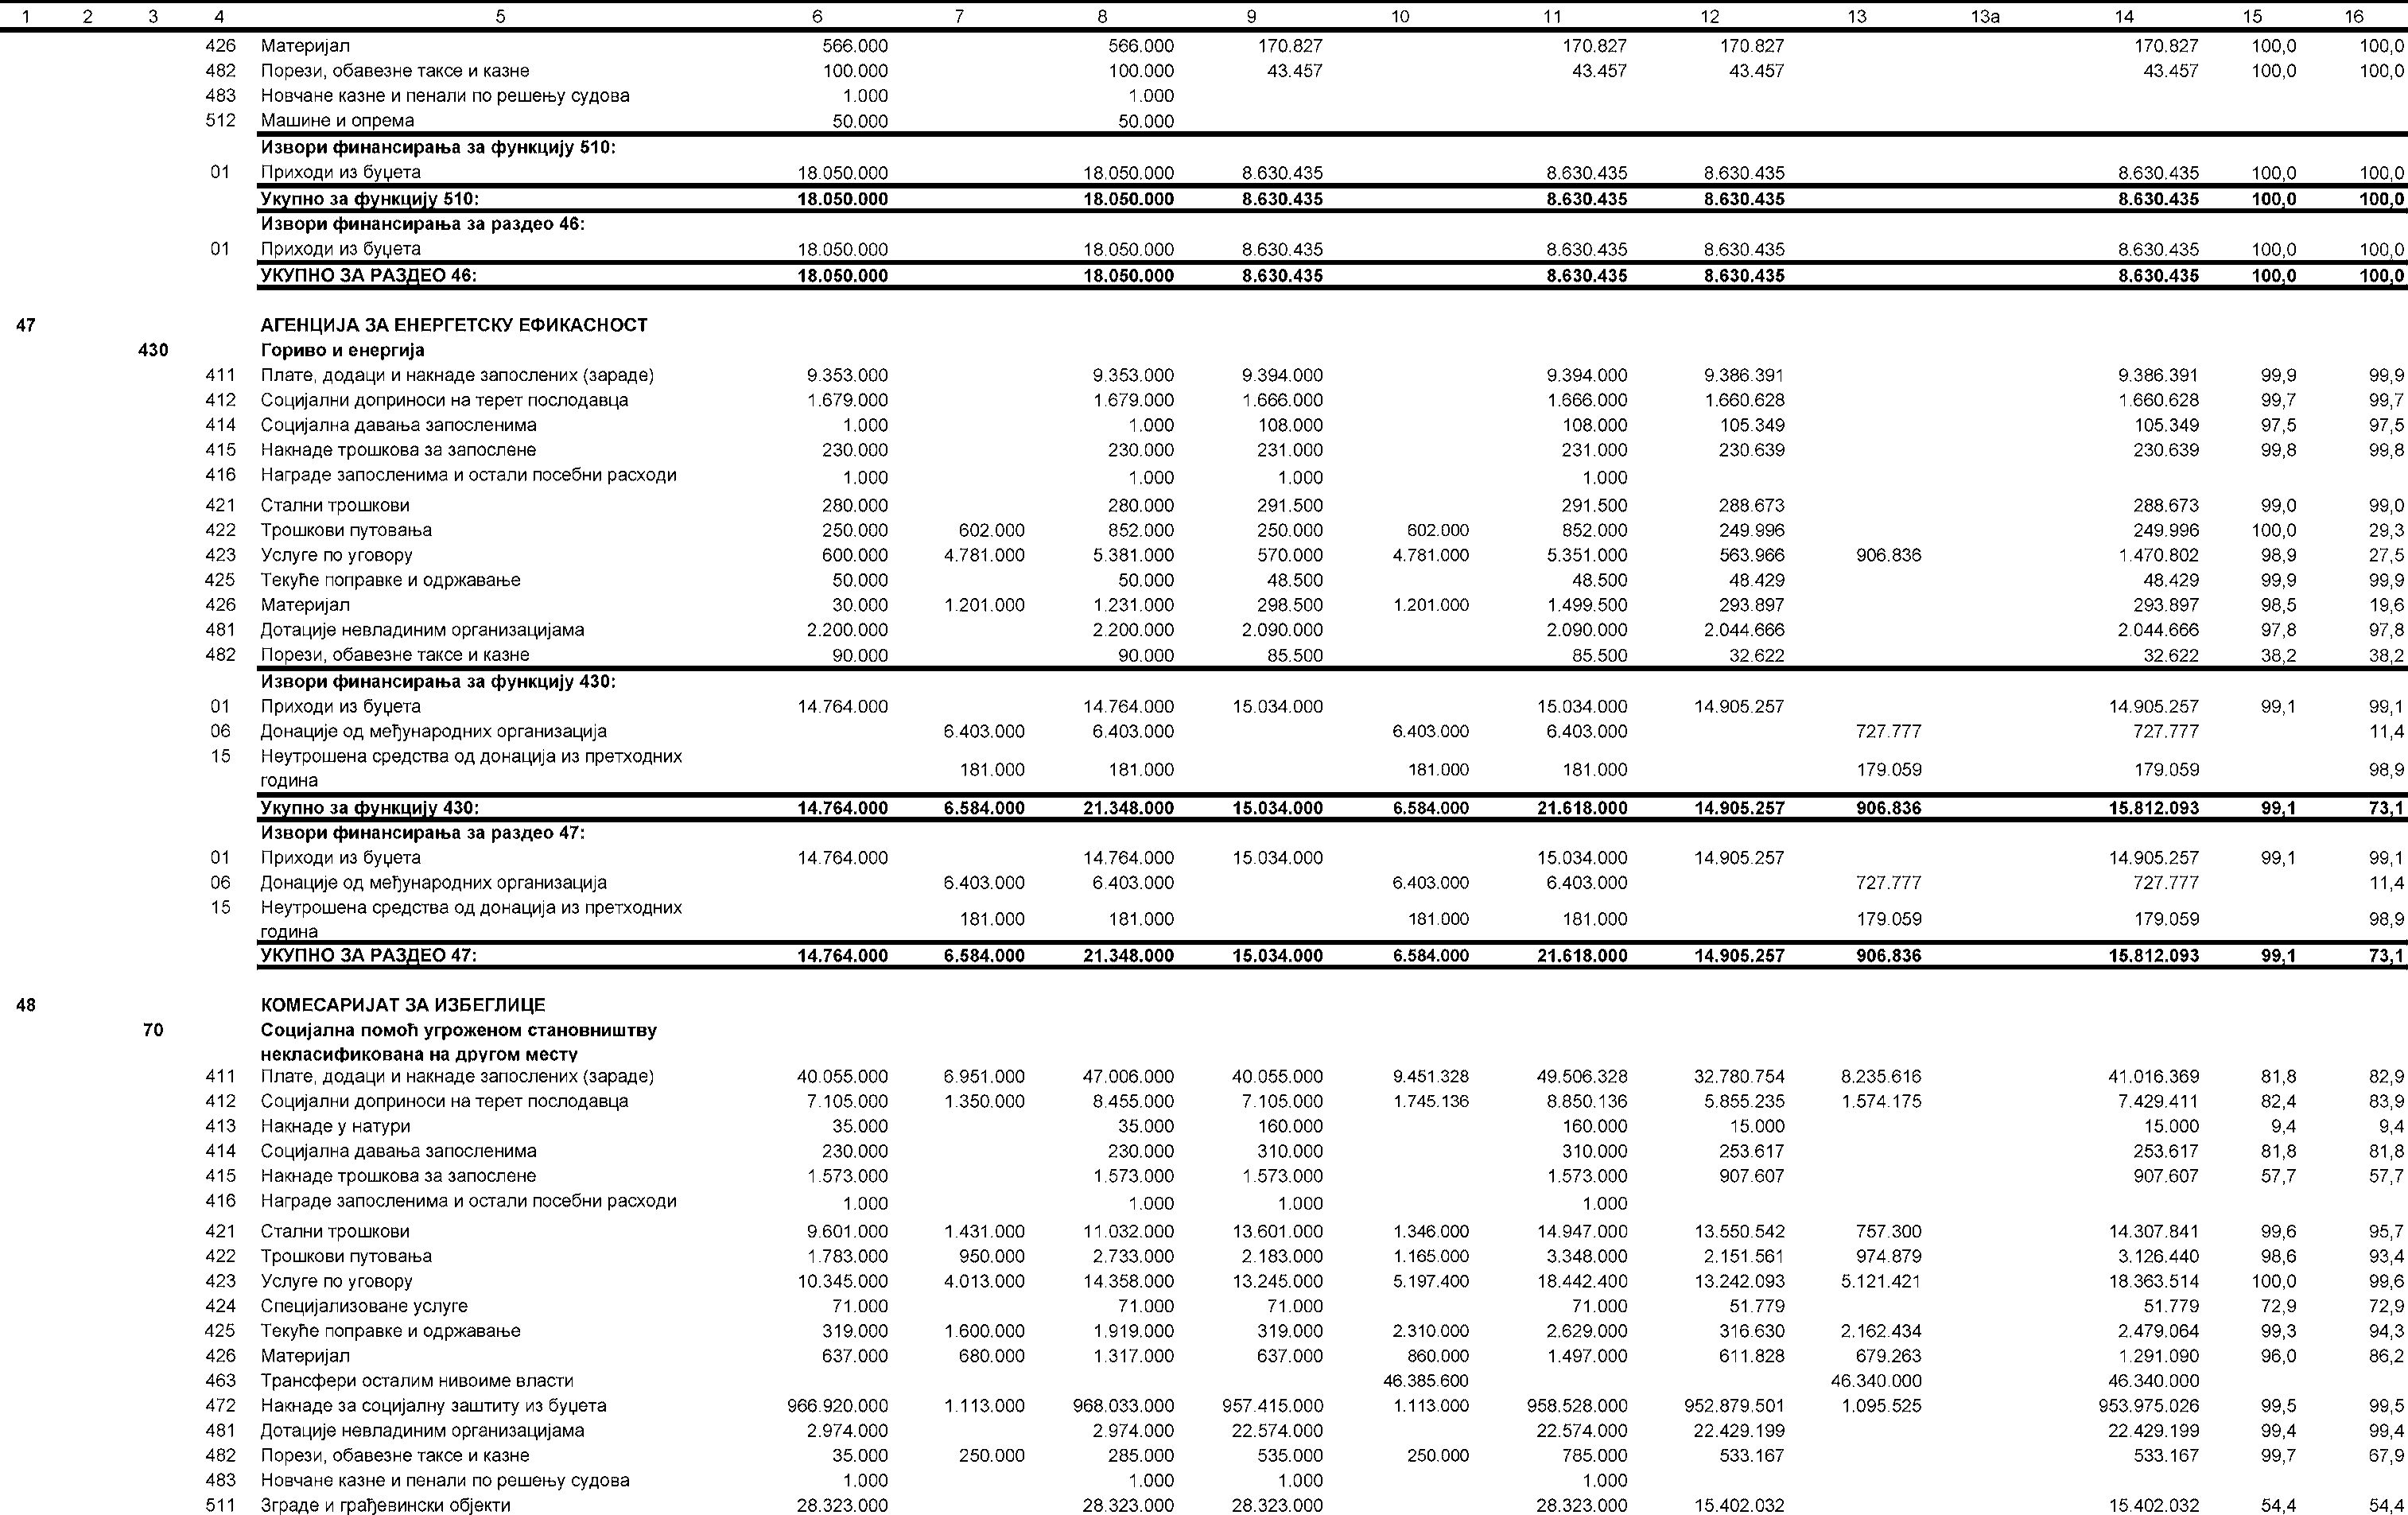 1 2 3 4 5 6 7 8 9 10 11 12 13 13а 14 15 16
426 Материјал 566.000 566.000 170.827 170.827 170.827 170.827 100,0 100,0
482 Порези, обавезне таксе и казне 100.000 100.000 43.457 43.457 43.457 43.457 100,0 100,0
483 Новчане казне и пенали по решењу судова 1.000 1.000
512 Машине и опрема 50.000 50.000
Извори финансирања за функцију 510:
01 Приходи из буџета 18.050.000 18.050.000 8.630.435 8.630.435 8.630.435 8.630.435 100,0 100,0
Укупно за функцију 510: 18.050.000 18.050.000 8.630.435 8.630.435 8.630.435 8.630.435 100,0 100,0
Извори финансирања за раздео 46:
01 Приходи из буџета 18.050.000 18.050.000 8.630.435 8.630.435 8.630.435 8.630.435 100,0 100,0
УКУПНО ЗА РАЗДЕО 46: 18.050.000 18.050.000 8.630.435 8.630.435 8.630.435 8.630.435 100,0 100,0
47 АГЕНЦИЈА ЗА ЕНЕРГЕТСКУ ЕФИКАСНОСТ
430 Гориво и енергија
411 Плате, додаци и накнаде запослених (зараде) 9.353.000 9.353.000 9.394.000 9.394.000 9.386.391 9.386.391 99,9 99,9
412 Социјални доприноси на терет послодавца 1.679.000 1.679.000 1.666.000 1.666.000 1.660.628 1.660.628 99,7 99,7
414 Социјална давања запосленима 1.000 1.000 108.000 108.000 105.349 105.349 97,5 97,5
415 Накнаде трошкова за запослене 230.000 230.000 231.000 231.000 230.639 230.639 99,8 99,8
416 Награде запосленима и остали посебни расходи 1.000 1.000 1.000 1.000
421 Стални трошкови 280.000 280.000 291.500 291.500 288.673 288.673 99,0 99,0
422 Трошкови путовања 250.000 602.000 852.000 250.000 602.000 852.000 249.996 249.996 100,0 29,3
423 Услуге по уговору 600.000 4.781.000 5.381.000 570.000 4.781.000 5.351.000 563.966 906.836 1.470.802 98,9 27,5
425 Текуће поправке и одржавање 50.000 50.000 48.500 48.500 48.429 48.429 99,9 99,9
426 Материјал 30.000 1.201.000 1.231.000 298.500 1.201.000 1.499.500 293.897 293.897 98,5 19,6
481 Дотације невладиним организацијама 2.200.000 2.200.000 2.090.000 2.090.000 2.044.666 2.044.666 97,8 97,8
482 Порези, обавезне таксе и казне 90.000 90.000 85.500 85.500 32.622 32.622 38,2 38,2
Извори финансирања за функцију 430:
01 Приходи из буџета 14.764.000 14.764.000 15.034.000 15.034.000 14.905.257 14.905.257 99,1 99,1
06 Донације од међународних организација 6.403.000 6.403.000 6.403.000 6.403.000 727.777 727.777 11,4
15 Неутрошена средства од донација из претходних
година 181.000 181.000 181.000 181.000 179.059 179.059 98,9
Укупно за функцију 430: 14.764.000 6.584.000 21.348.000 15.034.000 6.584.000 21.618.000 14.905.257 906.836 15.812.093 99,1 73,1
Извори финансирања за раздео 47:
01 Приходи из буџета 14.764.000 14.764.000 15.034.000 15.034.000 14.905.257 14.905.257 99,1 99,1
06 Донације од међународних организација 6.403.000 6.403.000 6.403.000 6.403.000 727.777 727.777 11,4
15 Неутрошена средства од донација из претходних
година 181.000 181.000 181.000 181.000 179.059 179.059 98,9
УКУПНО ЗА РАЗДЕО 47: 14.764.000 6.584.000 21.348.000 15.034.000 6.584.000 21.618.000 14.905.257 906.836 15.812.093 99,1 73,1
48 КОМЕСАРИЈАТ ЗА ИЗБЕГЛИЦЕ
70 Социјална помоћ угроженом становништву
некласификована на другом месту
411 Плате, додаци и накнаде запослених (зараде) 40.055.000 6.951.000 47.006.000 40.055.000 9.451.328 49.506.328 32.780.754 8.235.616 41.016.369 81,8 82,9
412 Социјални доприноси на терет послодавца 7.105.000 1.350.000 8.455.000 7.105.000 1.745.136 8.850.136 5.855.235 1.574.175 7.429.411 82,4 83,9
413 Накнаде у натури 35.000 35.000 160.000 160.000 15.000 15.000 9,4 9,4
414 Социјална давања запосленима 230.000 230.000 310.000 310.000 253.617 253.617 81,8 81,8
415 Накнаде трошкова за запослене 1.573.000 1.573.000 1.573.000 1.573.000 907.607 907.607 57,7 57,7
416 Награде запосленима и остали посебни расходи 1.000 1.000 1.000 1.000
421 Стални трошкови 9.601.000 1.431.000 11.032.000 13.601.000 1.346.000 14.947.000 13.550.542 757.300 14.307.841 99,6 95,7
422 Трошкови путовања 1.783.000 950.000 2.733.000 2.183.000 1.165.000 3.348.000 2.151.561 974.879 3.126.440 98,6 93,4
423 Услуге по уговору 10.345.000 4.013.000 14.358.000 13.245.000 5.197.400 18.442.400 13.242.093 5.121.421 18.363.514 100,0 99,6
424 Специјализоване услуге 71.000 71.000 71.000 71.000 51.779 51.779 72,9 72,9
425 Текуће поправке и одржавање 319.000 1.600.000 1.919.000 319.000 2.310.000 2.629.000 316.630 2.162.434 2.479.064 99,3 94,3
426 Материјал 637.000 680.000 1.317.000 637.000 860.000 1.497.000 611.828 679.263 1.291.090 96,0 86,2
463 Трансфери осталим нивоиме власти 46.385.600 46.340.000 46.340.000
472 Накнаде за социјалну заштиту из буџета 966.920.000 1.113.000 968.033.000 957.415.000 1.113.000 958.528.000 952.879.501 1.095.525 953.975.026 99,5 99,5
481 Дотације невладиним организацијама 2.974.000 2.974.000 22.574.000 22.574.000 22.429.199 22.429.199 99,4 99,4
482 Порези, обавезне таксе и казне 35.000 250.000 285.000 535.000 250.000 785.000 533.167 533.167 99,7 67,9
483 Новчане казне и пенали по решењу судова 1.000 1.000 1.000 1.000
511 Зграде и грађевински објекти 28.323.000 28.323.000 28.323.000 28.323.000 15.402.032 15.402.032 54,4 54,4